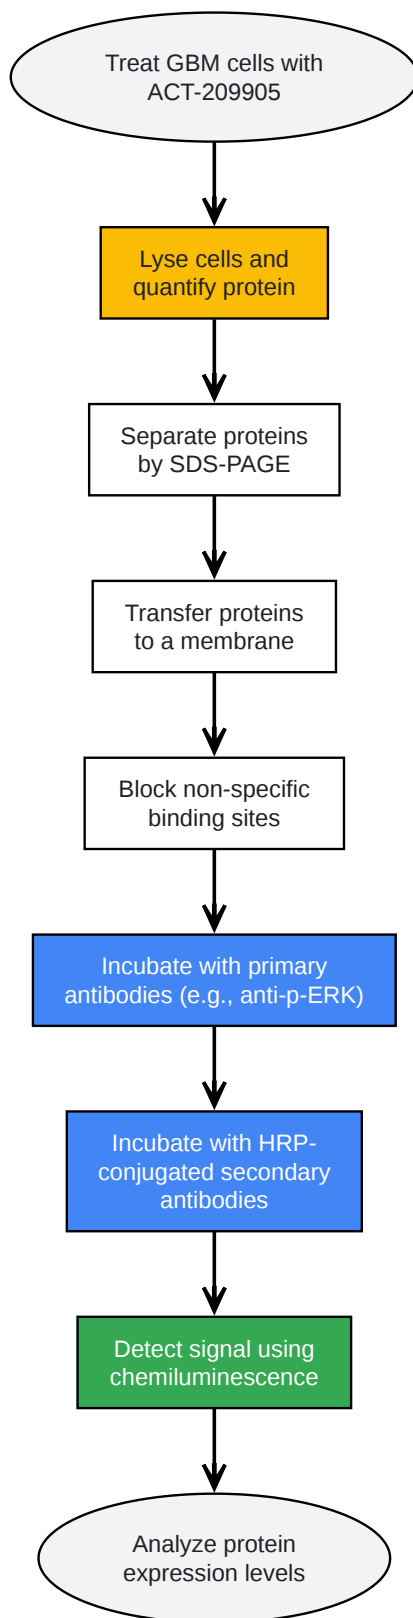 Treat GBM cells with
ACT-209905
Lyse cells and
quantify protein
Separate proteins
by SDS-PAGE
Transfer proteins
to a membrane
Block non-specific
binding sites
Incubate with primary
antibodies (e.g., anti-p-ERK)
Incubate with HRP-
conjugated secondary
antibodies
Detect signal using
chemiluminescence
Analyze protein
expression levels